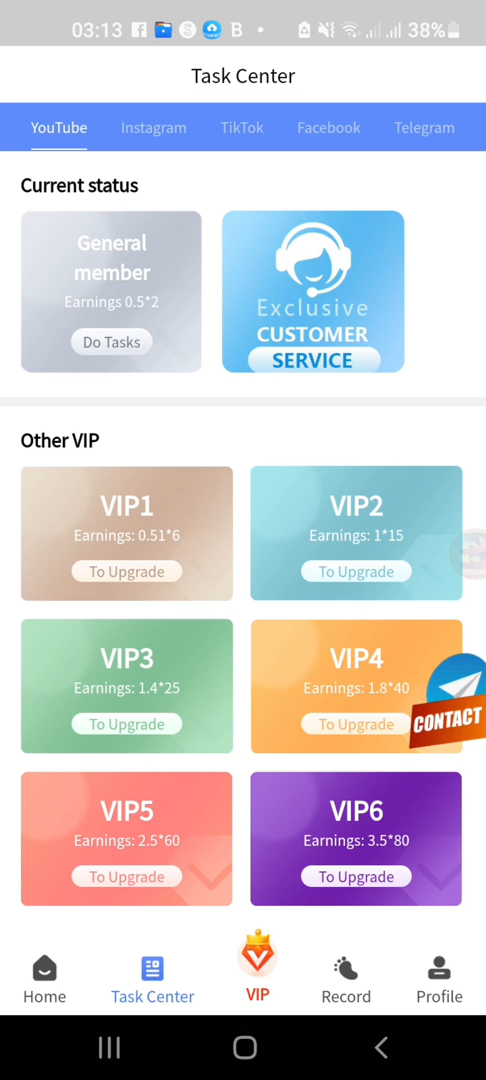 03:13 38%
Task Center
YouTube Instagram TikTok Facebook Telegram
Current status
General
member
Earnings 0.5*2
Do Tasks
Exclusive
CUSTOMER
SERVICE
Other VIP
VIP1
Earnings: 0.51*6
To Upgrade
VIP2
Earnings: 1*15
To Upgrade
VIP3
Earnings: 1.4*25
To Upgrade
VIP4
Earnings: 1.8*40
To Upgrade
CONTACT
VIP5
Earnings: 2.5*60
To Upgrade
VIP6
Earnings: 3.5*80
To Upgrade
Home Task Center VIP Record Profile